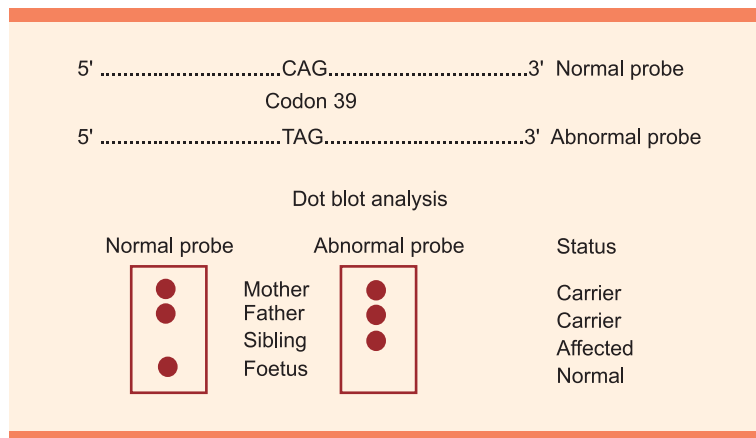 5' ..............................CAG.................................3' Normal probe
Codon 39
5' ..............................TAG.................................3' Abnormal probe
Dot blot analysis
Normal probe Abnormal probe Status
Mother Carrier
Father Carrier
Sibling Affected
Foetus Normal